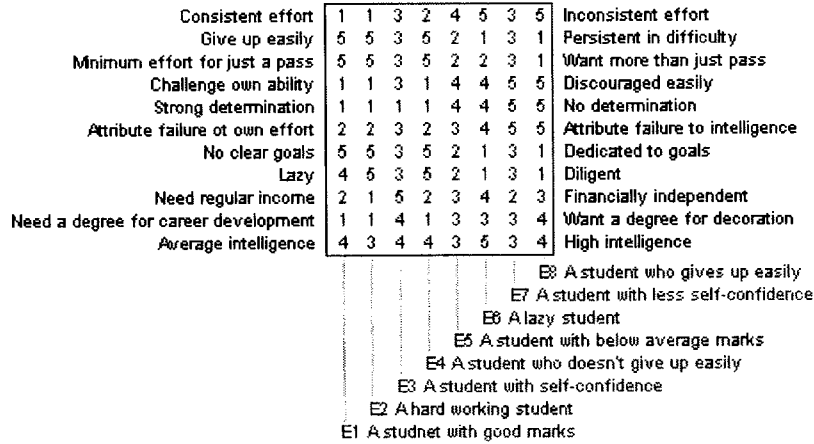 Consistent effort 1 1 3 2 4 5 3 5 Inconsistent effort
Give up easily 5 5 3 5 2 1 3 1 Persistent in difficulty
Minimum effort for just a pass 5 5 3 5 2 2 3 1 Want more than just pass
Challenge own ability 1 1 3 1 4 4 5 5 Discouraged easily
Strong determination 1 1 1 1 4 4 5 5 No determination
Attribute failure ot own effort 2 2 3 2 3 4 5 5 Attribute failure to intelligence
No clear goals 5 5 3 5 2 1 3 1 Dedicated to goals
Lazy 4 5 3 5 2 1 3 1 Diligent
Need regular income 2 1 5 2 3 4 2 3 Financially independent
Need a degree for career development 1 1 4 1 3 3 3 4 Want a degree for decoration
Average intelligence 4 3 4 4 3 5 3 4 High intelligence
E8 A student who gives up easily
E7 A student with less self-confidence
E6 A lazy student
E5 A student with below average marks
E4 A student who doesn't give up easily
E3 A student with self-confidence
E2 A hard working student
E1 A studnet with good marks